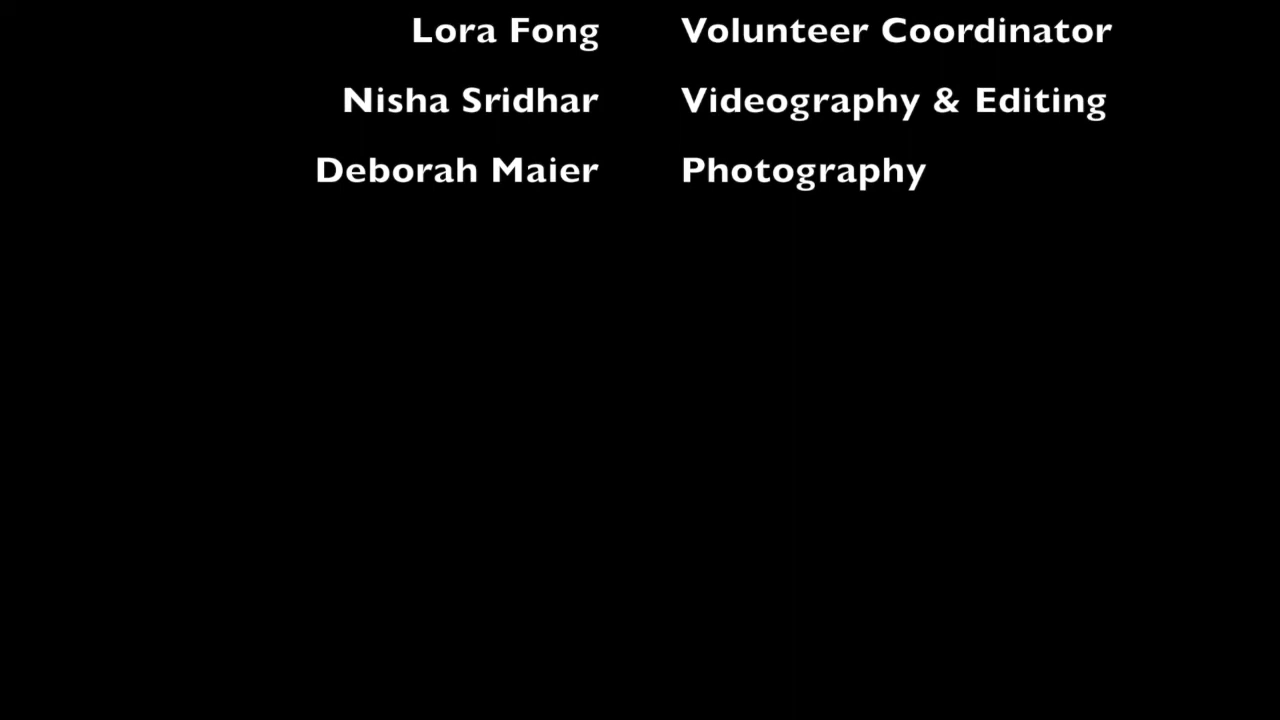 Lora Fong Volunteer Coordinator
Nisha Sridhar Videography & Editing
Deborah Maier Photography